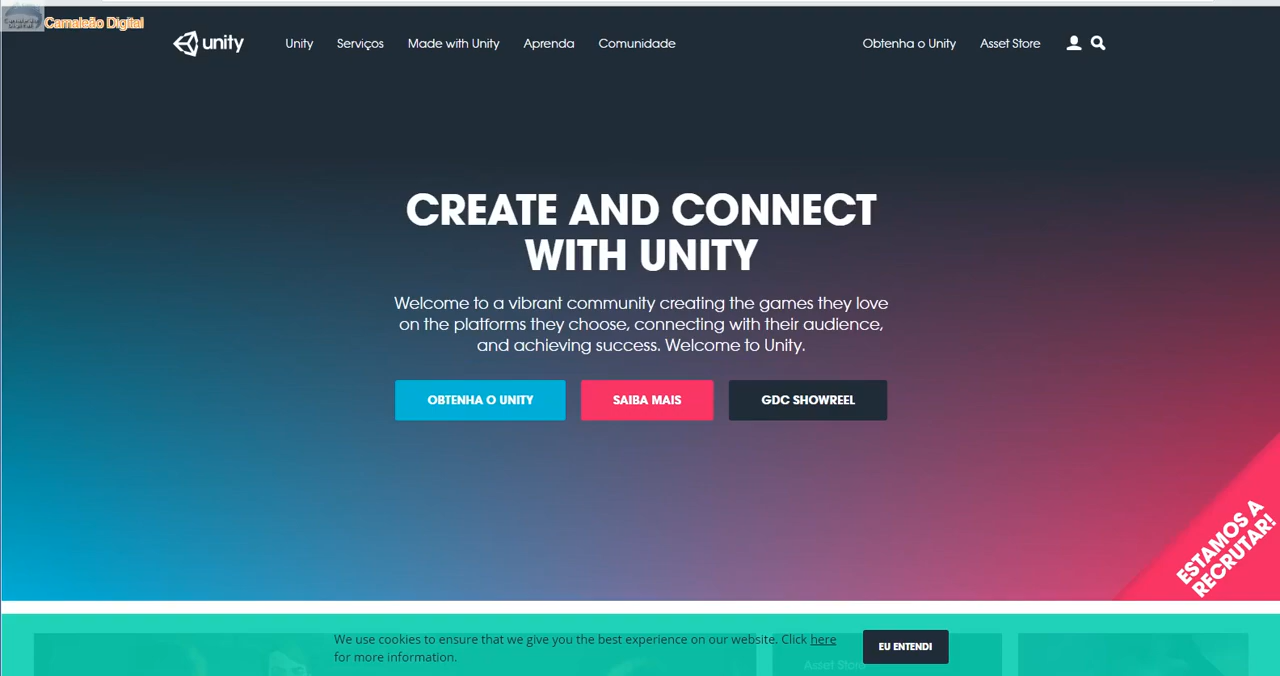 Camaleão Digital
unity
Unity
Serviços
Made with Unity
Aprenda
Comunidade
Obtenha o Unity
Asset Store
CREATE AND CONNECT
WITH UNITY
Welcome to a vibrant community creating the games they love
on the platforms they choose, connecting with their audience,
and achieving success. Welcome to Unity.
OBTENHA O UNITY
SAIBA MAIS
GDC SHOWREEL
ESTAMOS A
RECRUTAR!
We use cookies to ensure that we give you the best experience on our website. Click here
for more information.
EU ENTENDI
Asset Store